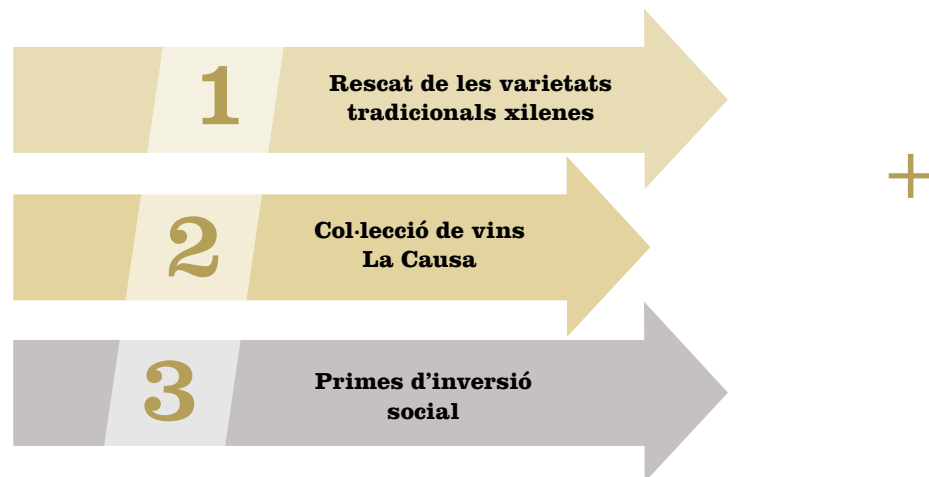 1
Rescat de les varietats
tradicionals xilenes
+
2
Col·lecció de vins
La Causa
3
Primes d’inversió
social